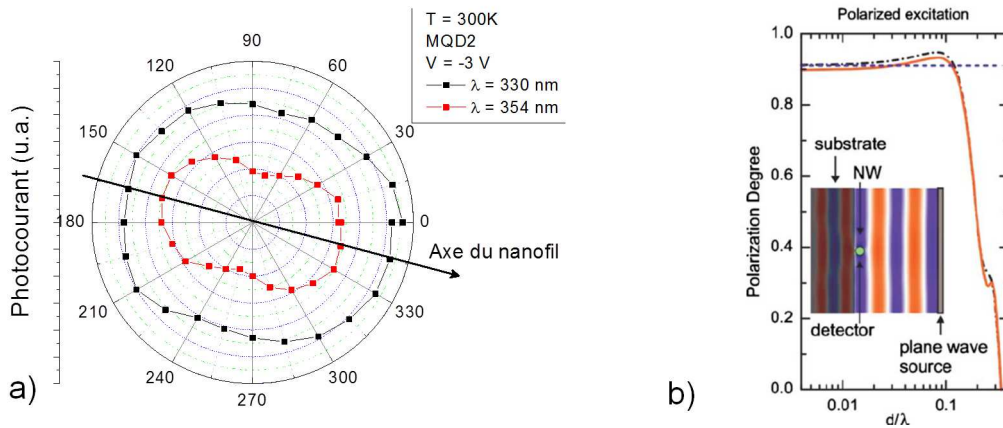 T = 300K
MQD2
V = -3 V
λ = 330 nm
λ = 354 nm
90
60
30
0
330
300
270
240
210
180
150
120
Photocourant (u.a.)
Axe du nanofil
a)
Polarized excitation
Polarization Degree
1.0
0.8
0.6
0.4
0.2
0.0
substrate
NW
detector
plane wave
source
0.01
0.1
d/λ
b)